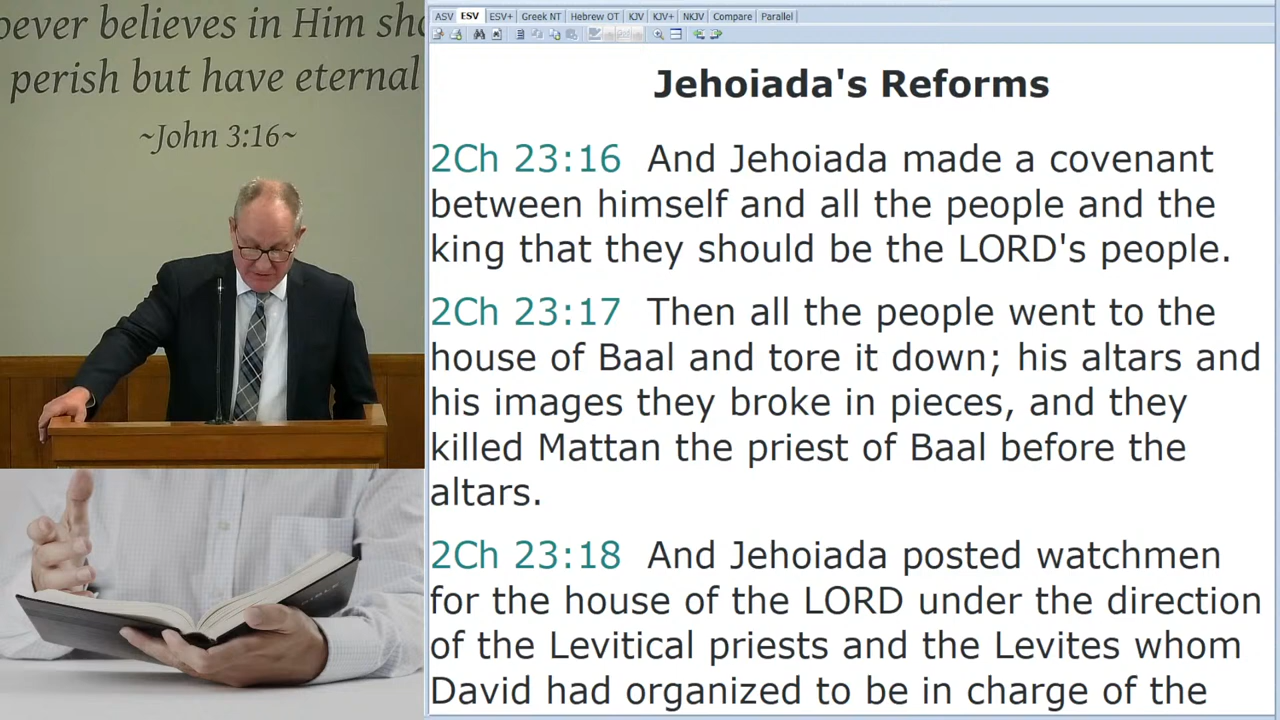 oever believes in Him sho
perish but have eternal
~John 3:16~
ASV ESV ESV+ Greek NT Hebrew OT KJV KJV+ NKJV Compare Parallel
Jehoiada's Reforms
2Ch 23:16 And Jehoiada made a covenant
between himself and all the people and the
king that they should be the LORD's people.
2Ch 23:17 Then all the people went to the
house of Baal and tore it down; his altars and
his images they broke in pieces, and they
killed Mattan the priest of Baal before the
altars.
2Ch 23:18 And Jehoiada posted watchmen
for the house of the LORD under the direction
of the Levitical priests and the Levites whom
David had organized to be in charge of the